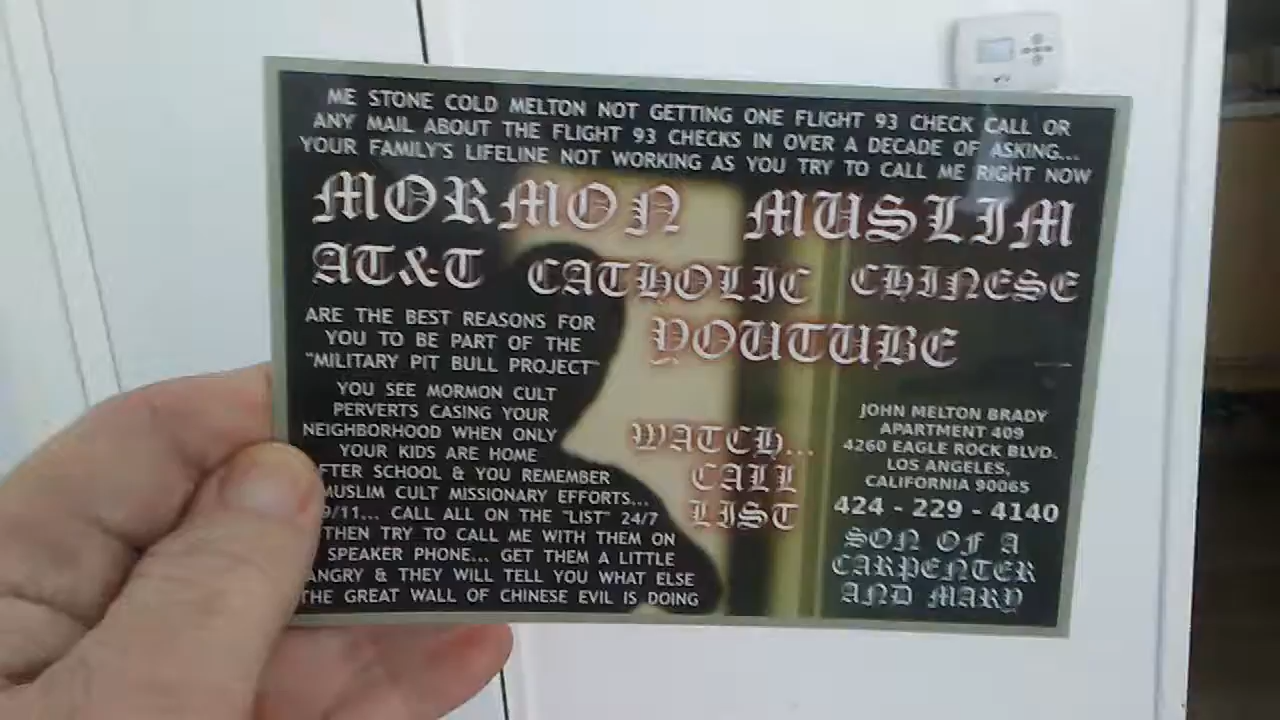 ME STONE COLD MELTON NOT GETTING ONE FLIGHT 93 CHECK CALL OR
ANY MAIL ABOUT THE FLIGHT 93 CHECKS IN OVER A DECADE OF ASKING...
YOUR FAMILY'S LIFELINE NOT WORKING AS YOU TRY TO CALL ME RIGHT NOW
MORMON MUSLIM
AT&T CATHOLIC CHINESE
YOUTUBE
ARE THE BEST REASONS FOR
YOU TO BE PART OF THE
"MILITARY PIT BULL PROJECT"
YOU SEE MORMON CULT
PERVERTS CASING YOUR
NEIGHBORHOOD WHEN ONLY
YOUR KIDS ARE HOME
FTER SCHOOL & YOU REMEMBER
MUSLIM CULT MISSIONARY EFFORTS...
9/11... CALL ALL ON THE "LIST" 24/7
THEN TRY TO CALL ME WITH THEM ON
SPEAKER PHONE... GET THEM A LITTLE
ANGRY & THEY WILL TELL YOU WHAT ELSE
THE GREAT WALL OF CHINESE EVIL IS DOING
WATCH...
CALL
LIST
JOHN MELTON BRADY
APARTMENT 409
4260 EAGLE ROCK BLVD.
LOS ANGELES,
CALIFORNIA 90065
424 - 229 - 4140
SON OF A
CARPENTER
AND MARY